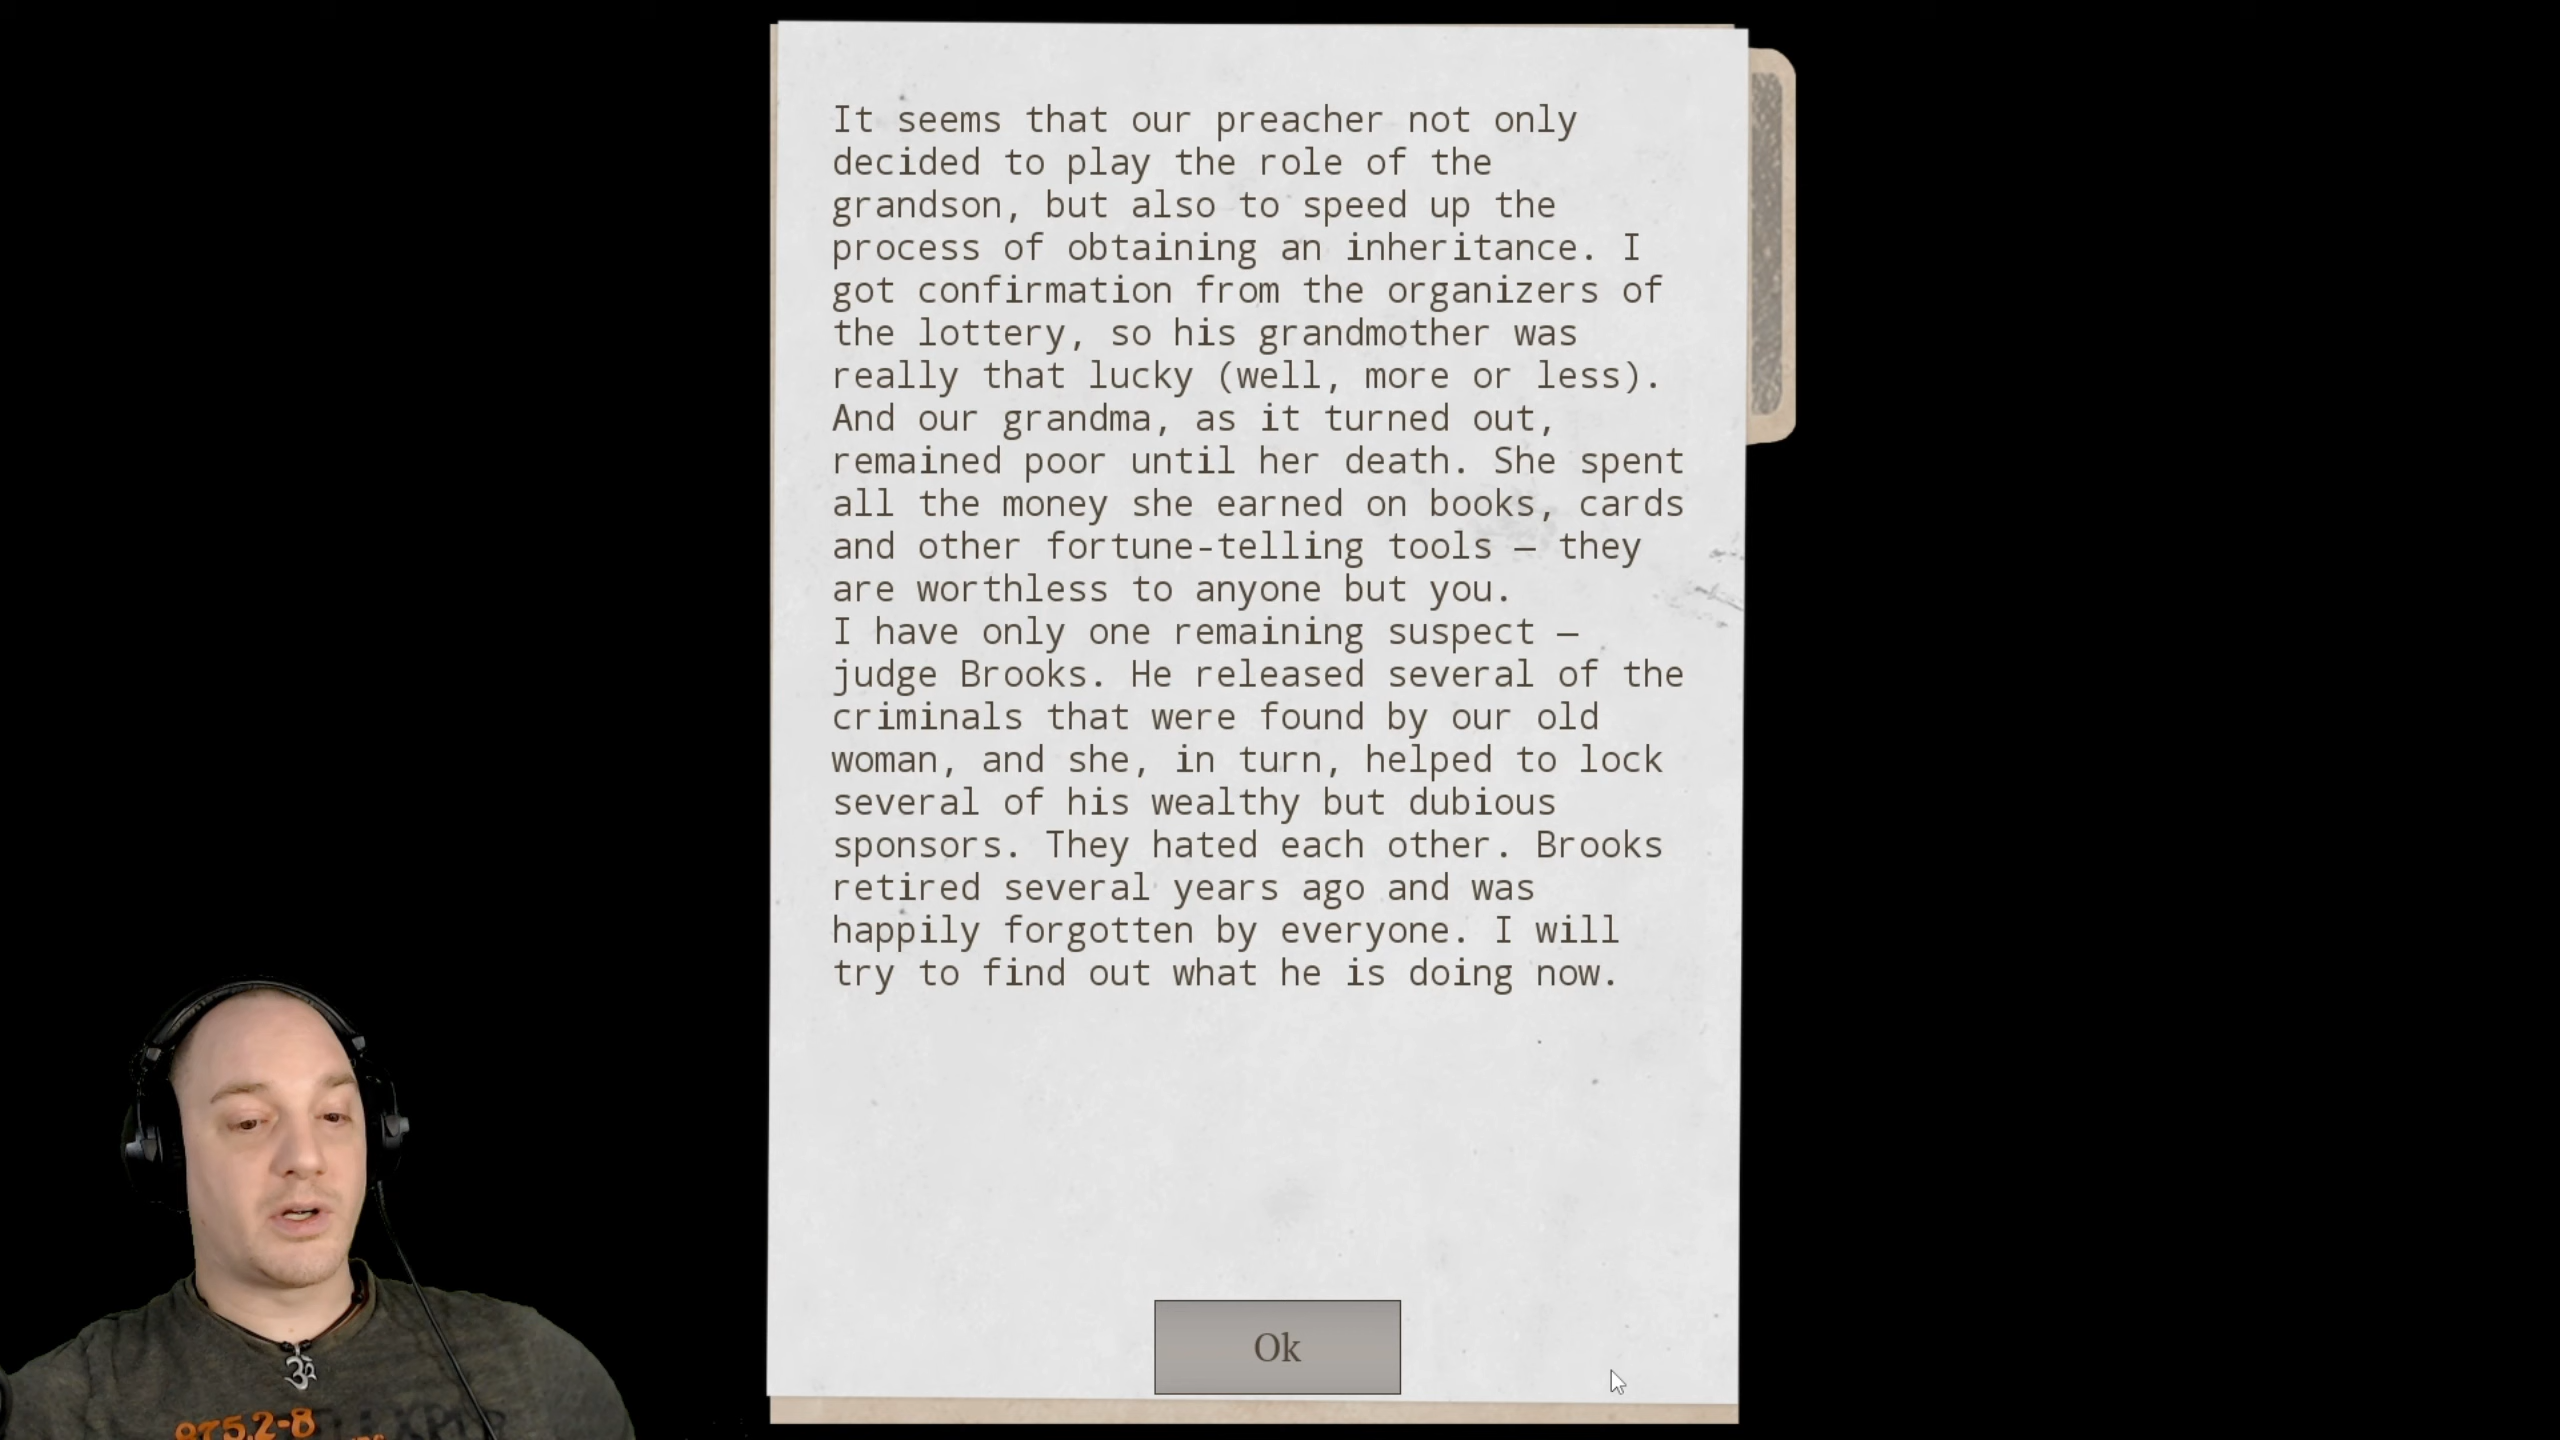 It seems that our preacher not only
decided to play the role of the
grandson, but also to speed up the
process of obtaining an inheritance. I
got confirmation from the organizers of
the lottery, so his grandmother was
really that lucky (well, more or less).
And our grandma, as it turned out,
remained poor until her death. She spent
all the money she earned on books, cards
and other fortune-telling tools – they
are worthless to anyone but you.
I have only one remaining suspect –
judge Brooks. He released several of the
criminals that were found by our old
woman, and she, in turn, helped to lock
several of his wealthy but dubious
sponsors. They hated each other. Brooks
retired several years ago and was
happily forgotten by everyone. I will
try to find out what he is doing now.
Ok